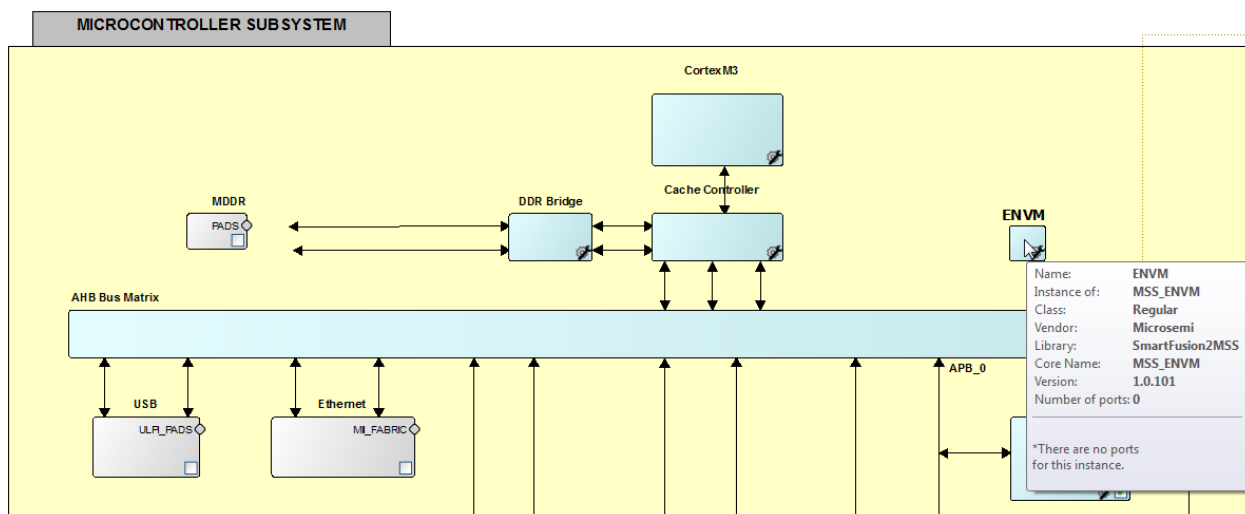 MICROCONTROLLER SUBSYSTEM
CortexM3
MDDR
PADS
DDR Bridge
Cache Controller
ENVM
Name: ENVM
Instance of: MSS_ENVM
Class: Regular
Vendor: Microsemi
Library: SmartFusion2MSS
Core Name: MSS_ENVM
Version: 1.0.101
Number of ports: 0
*There are no ports
for this instance.
AHB Bus Matrix
APB_0
USB
ULPI_PADS
Ethernet
MII_FABRIC